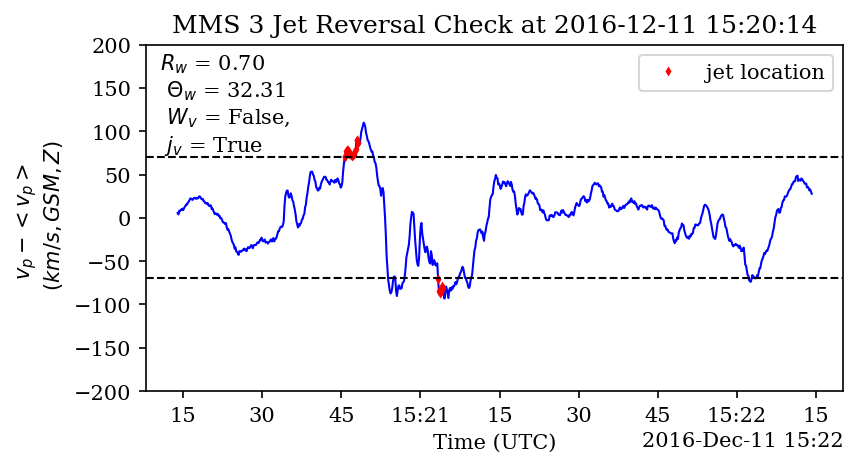 MMS 3 Jet Reversal Check at 2016-12-11 15:20:14
R_w = 0.70
Θ_w = 32.31
W_v = False,
j_v = True
jet location
v_p − < v_p >
(km/s, GSM, Z)
200
150
100
50
0
−50
−100
−150
−200
15 30 45 15:21 15 30 45 15:22 15
Time (UTC)
2016-Dec-11 15:22